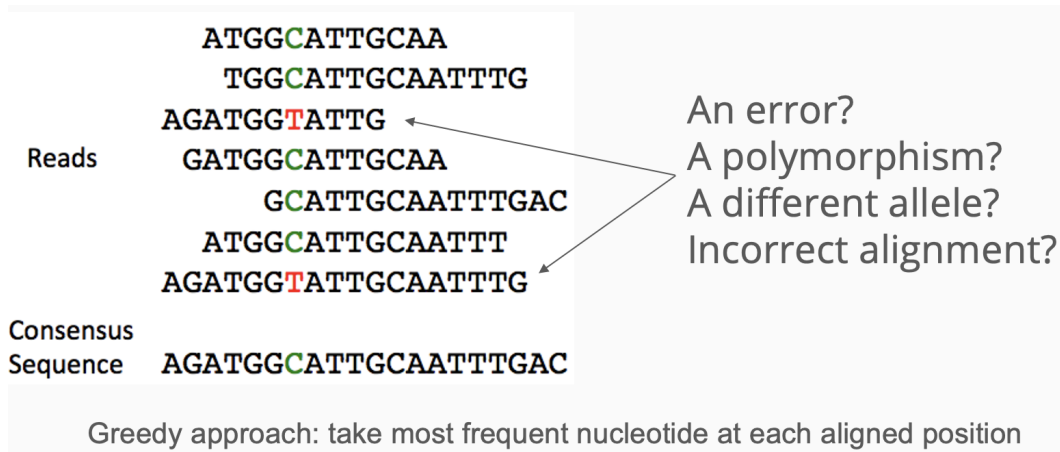 ATGGCATTGCAA
TGGCATTGCAATTTG
AGATGGTATTG
Reads
GATGGCATTGCAA
GCATTGCAATTTGAC
ATGGCATTGCAATTT
AGATGGTATTGCAATTTG
An error?
A polymorphism?
A different allele?
Incorrect alignment?
Consensus
Sequence AGATGGCATTGCAATTTGAC
Greedy approach: take most frequent nucleotide at each aligned position